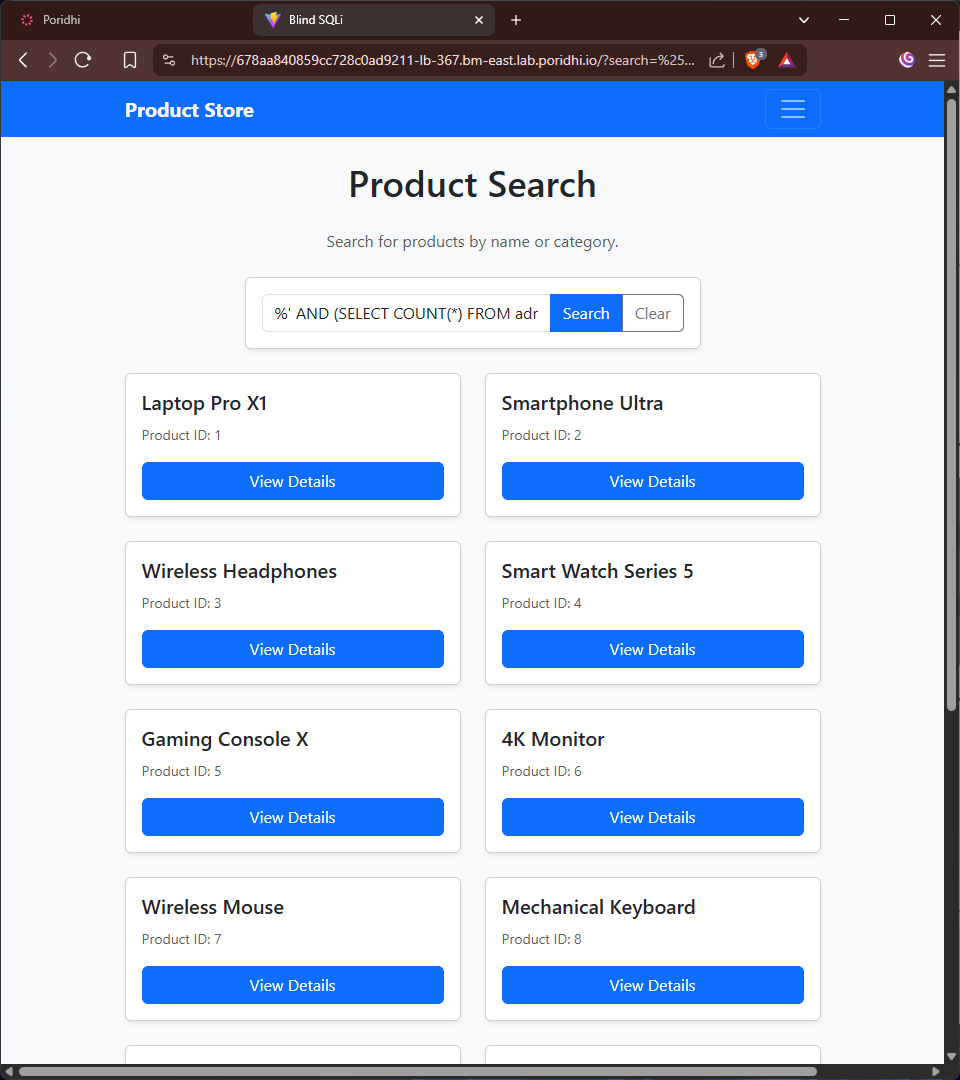 Poridhi
Blind SQLi
https://678aa840859cc728c0ad9211-lb-367.bm-east.lab.poridhi.io/?search=%25...
3
Product Store
Product Search
Search for products by name or category.
%' AND (SELECT COUNT(*) FROM adr
Search
Clear
Laptop Pro X1
Product ID: 1
View Details
Smartphone Ultra
Product ID: 2
View Details
Wireless Headphones
Product ID: 3
View Details
Smart Watch Series 5
Product ID: 4
View Details
Gaming Console X
Product ID: 5
View Details
4K Monitor
Product ID: 6
View Details
Wireless Mouse
Product ID: 7
View Details
Mechanical Keyboard
Product ID: 8
View Details